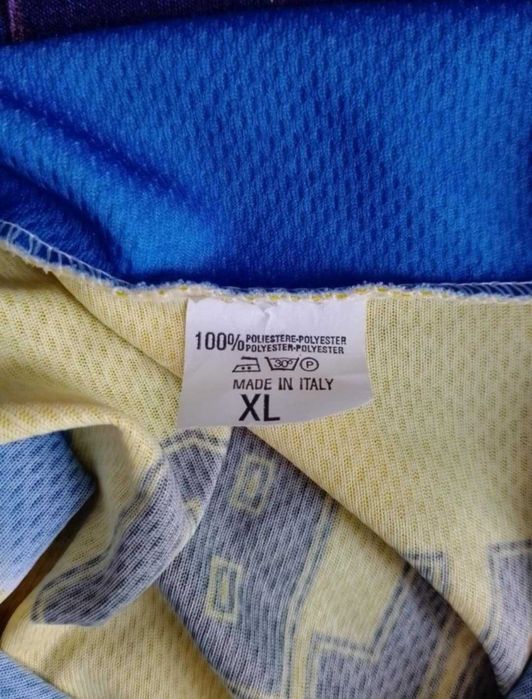 100% POLIESTERE-POLYESTER
POLYESTER-POLYESTER
30° P
MADE IN ITALY
XL